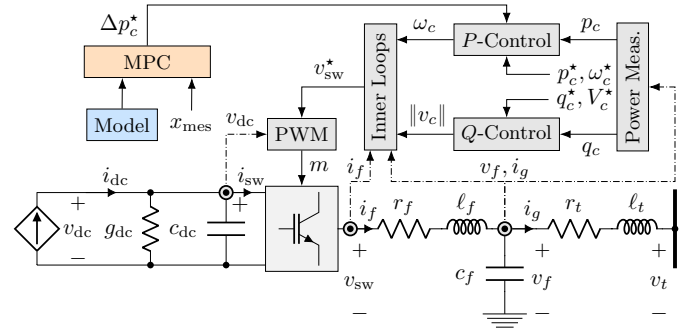 Δp_c^⋆
ω_c
P-Control
p_c
MPC
Inner Loops
Power Meas.
v_sw^⋆
p_c^⋆, ω_c^⋆
q_c^⋆, V_c^⋆
Model
x_mes
v_dc
PWM
‖v_c‖
Q-Control
q_c
m
i_f
v_f, i_g
i_dc
i_sw
+
+
v_dc
g_dc
c_dc
−
i_f
r_f
ℓ_f
i_g
r_t
ℓ_t
+
+
+
v_sw
c_f
v_f
v_t
−
−
−